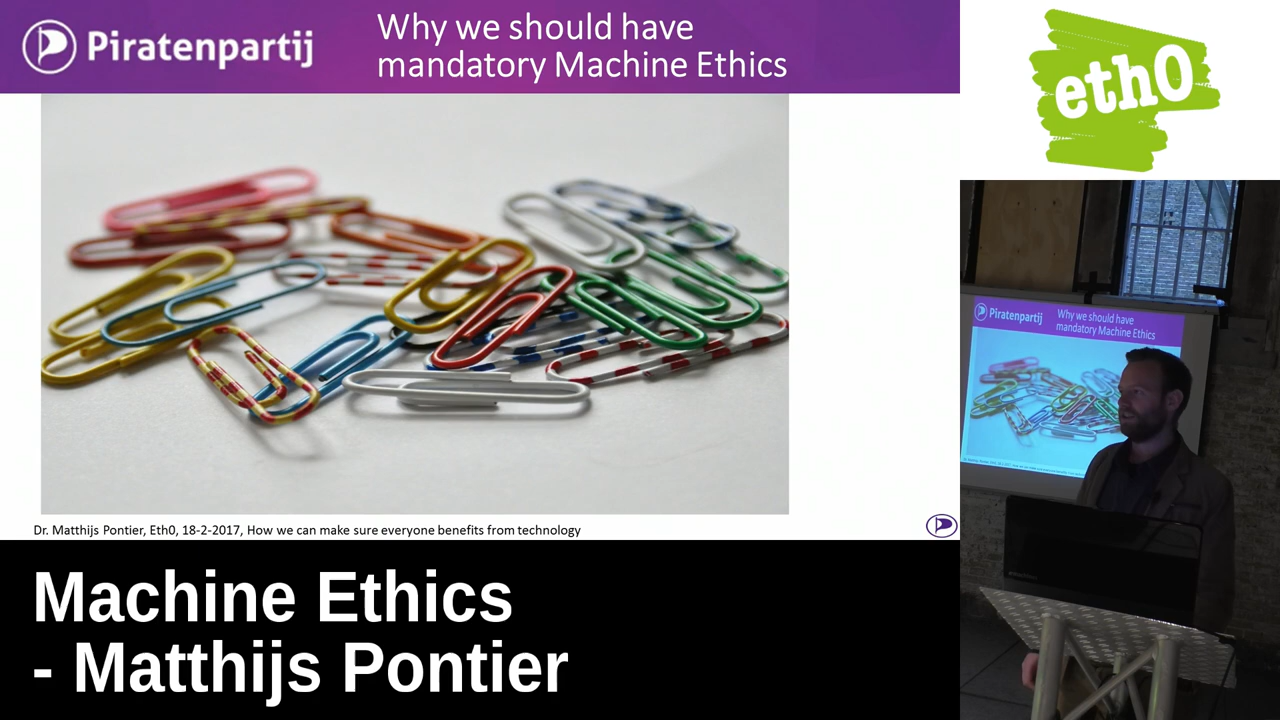 Piratenpartij
Why we should have
mandatory Machine Ethics
eth0
Piratenpartij
Why we should have
mandatory Machine Ethics
Dr. Matthijs Pontier, Eth0, 18-2-2017, How we can make sure everyone benefits from technology
Machine Ethics
- Matthijs Pontier